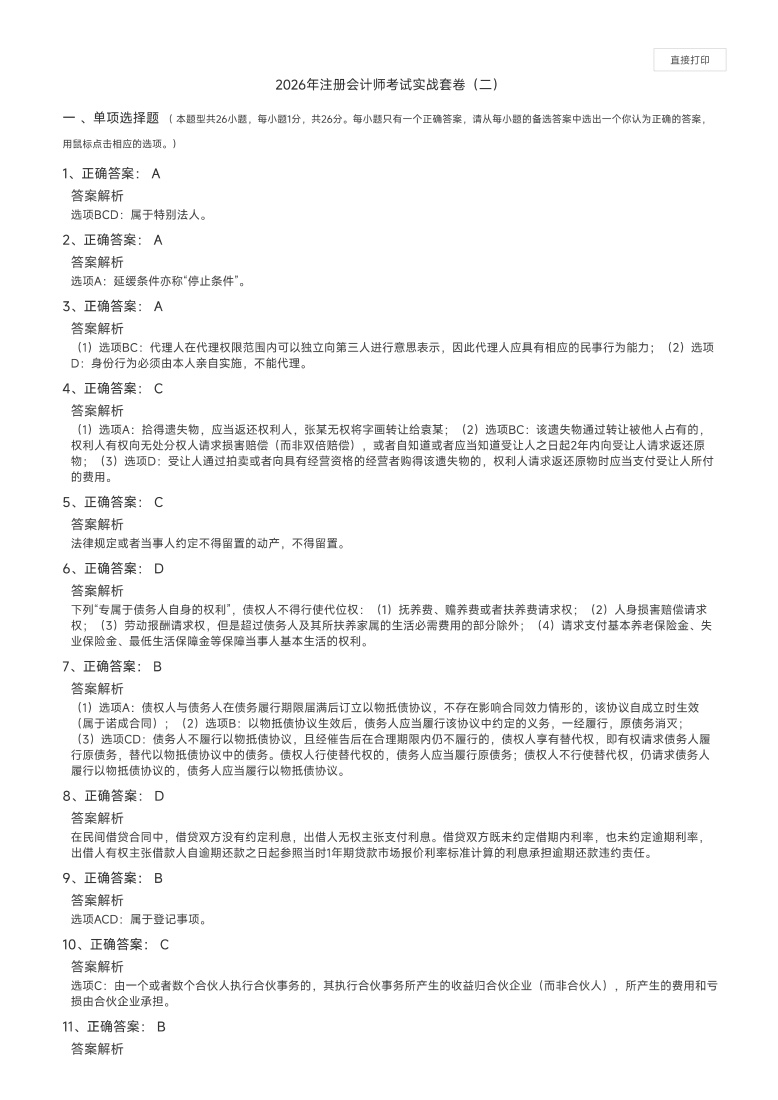 直接打印
2026年注册会计师考试实战套卷（二）
一 、单项选择题 （ 本题型共26小题，每小题1分，共26分。每小题只有一个正确答案，请从每小题的备选答案中选出一个你认为正确的答案，
用鼠标点击相应的选项。）
1、正确答案： A
答案解析
选项BCD：属于特别法人。
2、正确答案： A
答案解析
选项A：延缓条件亦称“停止条件”。
3、正确答案： A
答案解析
（1）选项BC：代理人在代理权限范围内可以独立向第三人进行意思表示，因此代理人应具有相应的民事行为能力；（2）选项
D：身份行为必须由本人亲自实施，不能代理。
4、正确答案： C
答案解析
（1）选项A：拾得遗失物，应当返还权利人，张某无权将字画转让给袁某；（2）选项BC：该遗失物通过转让被他人占有的，
权利人有权向无处分权人请求损害赔偿（而非双倍赔偿），或者自知道或者应当知道受让人之日起2年内向受让人请求返还原
物；（3）选项D：受让人通过拍卖或者向具有经营资格的经营者购得该遗失物的，权利人请求返还原物时应当支付受让人所付
的费用。
5、正确答案： C
答案解析
法律规定或者当事人约定不得留置的动产，不得留置。
6、正确答案： D
答案解析
下列“专属于债务人自身的权利”，债权人不得行使代位权：（1）抚养费、赡养费或者扶养费请求权；（2）人身损害赔偿请求
权；（3）劳动报酬请求权，但是超过债务人及其所扶养家属的生活必需费用的部分除外；（4）请求支付基本养老保险金、失
业保险金、最低生活保障金等保障当事人基本生活的权利。
7、正确答案： B
答案解析
（1）选项A：债权人与债务人在债务履行期限届满后订立以物抵债协议，不存在影响合同效力情形的，该协议自成立时生效
（属于诺成合同）；（2）选项B：以物抵债协议生效后，债务人应当履行该协议中约定的义务，一经履行，原债务消灭；
（3）选项CD：债务人不履行以物抵债协议，且经催告后在合理期限内仍不履行的，债权人享有替代权，即有权请求债务人履
行原债务，替代以物抵债协议中的债务。债权人行使替代权的，债务人应当履行原债务；债权人不行使替代权，仍请求债务人
履行以物抵债协议的，债务人应当履行以物抵债协议。
8、正确答案： D
答案解析
在民间借贷合同中，借贷双方没有约定利息，出借人无权主张支付利息。借贷双方既未约定借期内利率，也未约定逾期利率，
出借人有权主张借款人自逾期还款之日起参照当时1年期贷款市场报价利率标准计算的利息承担逾期还款违约责任。
9、正确答案： B
答案解析
选项ACD：属于登记事项。
10、正确答案： C
答案解析
选项C：由一个或者数个合伙人执行合伙事务的，其执行合伙事务所产生的收益归合伙企业（而非合伙人），所产生的费用和亏
损由合伙企业承担。
11、正确答案： B
答案解析